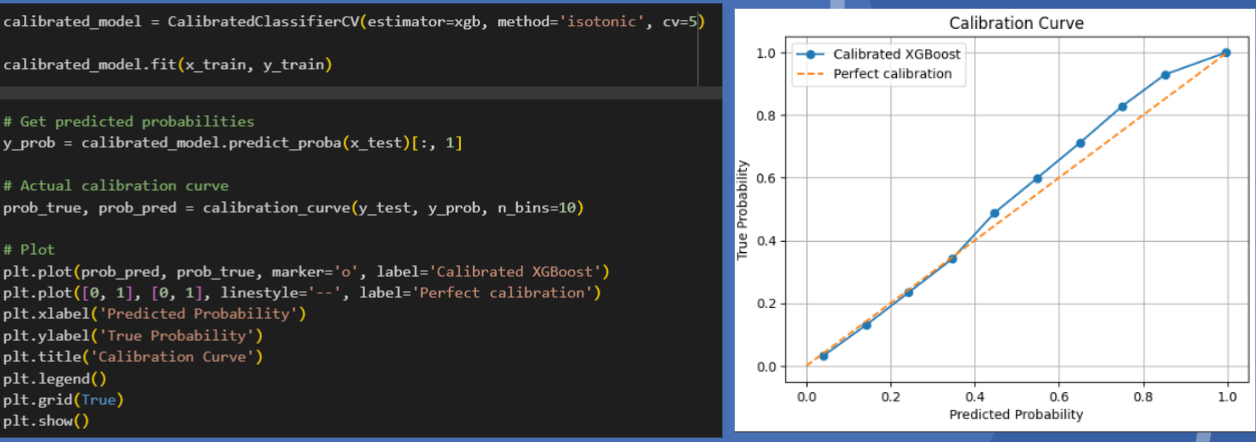 calibrated_model = CalibratedClassifierCV(estimator=xgb, method='isotonic', cv=5)
calibrated_model.fit(x_train, y_train)
# Get predicted probabilities
y_prob = calibrated_model.predict_proba(x_test)[:, 1]
# Actual calibration curve
prob_true, prob_pred = calibration_curve(y_test, y_prob, n_bins=10)
# Plot
plt.plot(prob_pred, prob_true, marker='o', label='Calibrated XGBoost')
plt.plot([0, 1], [0, 1], linestyle='--', label='Perfect calibration')
plt.xlabel('Predicted Probability')
plt.ylabel('True Probability')
plt.title('Calibration Curve')
plt.legend()
plt.grid(True)
plt.show()
Calibration Curve
Calibrated XGBoost
Perfect calibration
True Probability
1.0
0.8
0.6
0.4
0.2
0.0
0.0 0.2 0.4 0.6 0.8 1.0
Predicted Probability